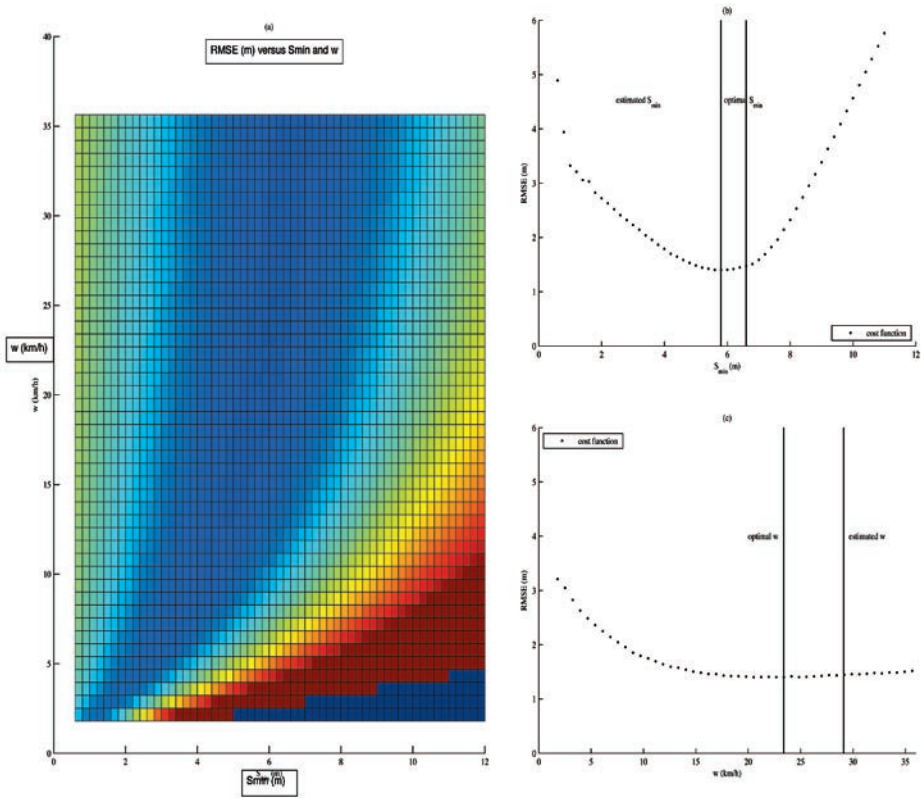 (a)
RMSE (m) versus Smin and w
40
35
30
25
20
15
10
5
0
w (km/h)
w (km/h)
0 2 4 6 8 10 12
Smin (m)
(b)
6
5
4
3
2
1
0
RMSE (m)
estimated Smin
optimal Smin
cost function
0 2 4 6 8 10 12
Smin (m)
(c)
6
5
4
3
2
1
0
RMSE (m)
cost function
optimal w
estimated w
0 5 10 15 20 25 30 35
w (km/h)